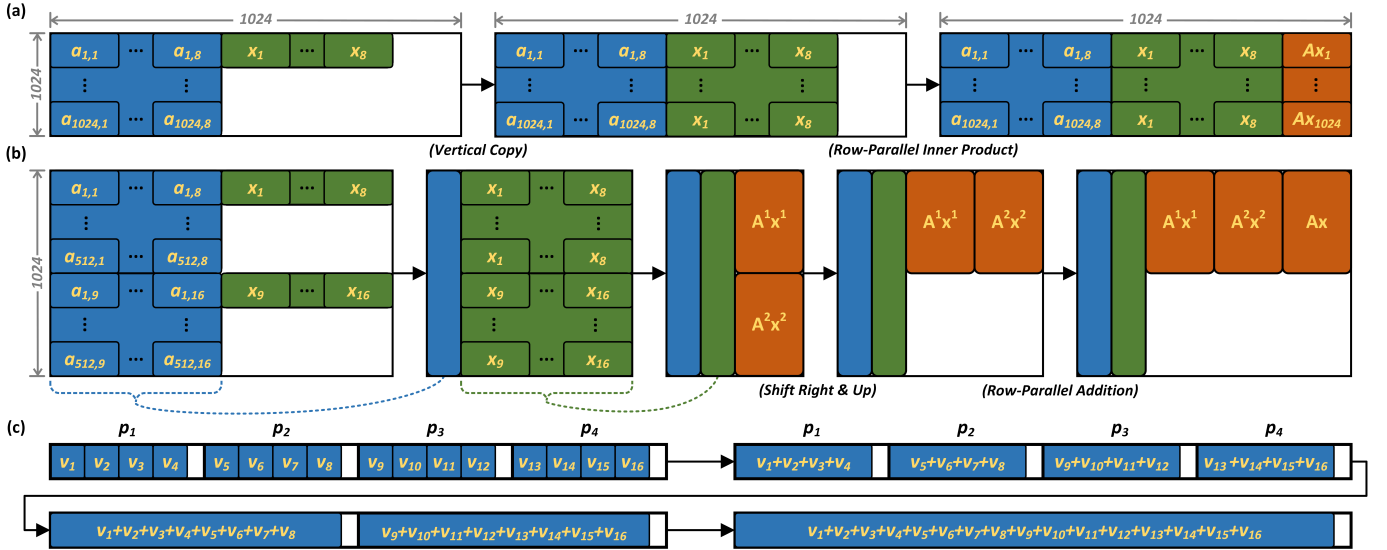 (a)
1024 1024 1024
1024
a1,1 ... a1,8 x1 ... x8
a1,1 ... a1,8 x1 ... x8
a1,1 ... a1,8 x1 ... x8 Ax1
⋮ ⋮ ⋮ ⋮ ⋮
a1024,1 ... a1024,8
a1024,1 ... a1024,8 x1 ... x8
a1024,1 ... a1024,8 x1 ... x8 Ax1024
(Vertical Copy) (Row-Parallel Inner Product)
(b)
1024
a1,1 ... a1,8 x1 ... x8
⋮ ⋮
a512,1 ... a512,8
a1,9 ... a1,16 x9 ... x16
⋮ ⋮
a512,9 ... a512,16
x1 ... x8
⋮ ⋮
x1 ... x8
x9 ... x16
⋮ ⋮
x9 ... x16
A¹x¹
A²x²
A¹x¹ A²x²
A¹x¹ A²x² Ax
(Shift Right & Up) (Row-Parallel Addition)
(c)
p1 p2 p3 p4
v1 v2 v3 v4 v5 v6 v7 v8 v9 v10 v11 v12 v13 v14 v15 v16
p1 p2 p3 p4
v1+v2+v3+v4 v5+v6+v7+v8 v9+v10+v11+v12 v13+v14+v15+v16
v1+v2+v3+v4+v5+v6+v7+v8 v9+v10+v11+v12+v13+v14+v15+v16
v1+v2+v3+v4+v5+v6+v7+v8+v9+v10+v11+v12+v13+v14+v15+v16